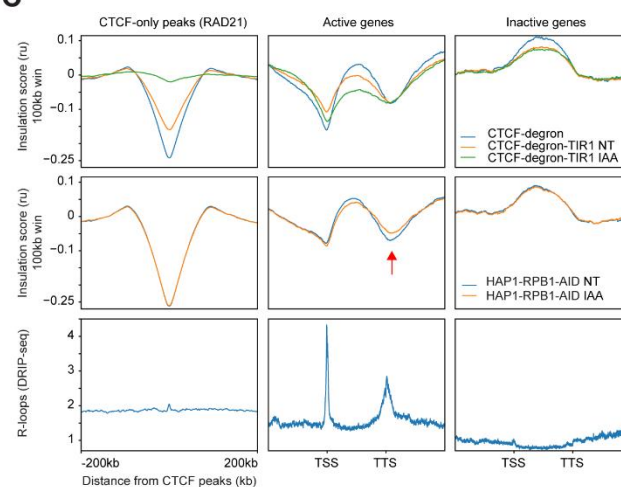 CTCF-only peaks (RAD21)
Active genes
Inactive genes
Insulation score (ru)
100kb win
0.1
0
−0.1
−0.25
CTCF-degron
CTCF-degron-TIR1 NT
CTCF-degron-TIR1 IAA
Insulation score (ru)
100kb win
0.1
0
−0.1
−0.25
HAP1-RPB1-AID NT
HAP1-RPB1-AID IAA
R-loops (DRIP-seq)
4
3
2
1
-200kb
200kb
TSS
TTS
TSS
TTS
Distance from CTCF peaks (kb)